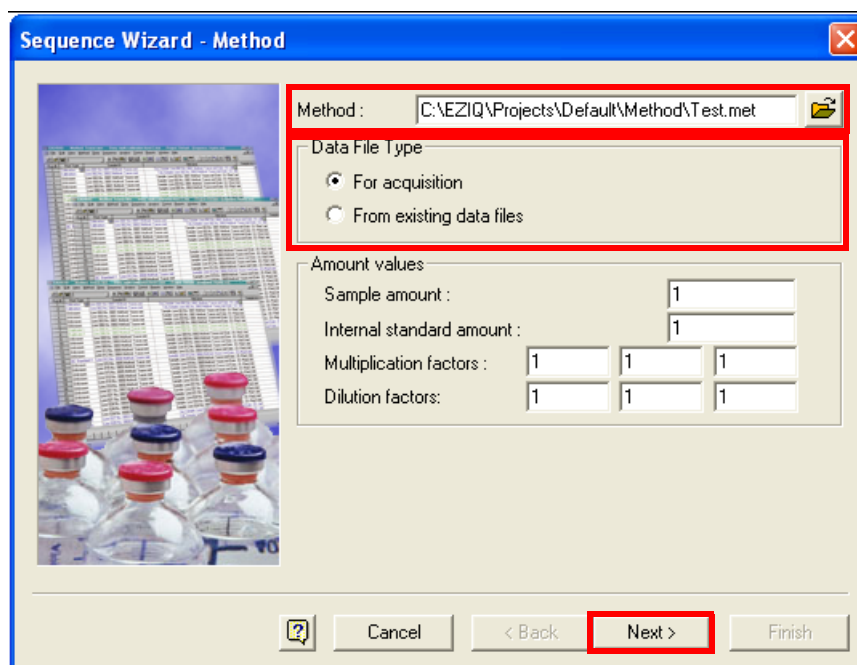 Sequence Wizard - Method
Method : C:\EZIQ\Projects\Default\Method\Test.met
Data File Type
For acquisition
From existing data files
Amount values
Sample amount : 1
Internal standard amount : 1
Multiplication factors : 1 1 1
Dilution factors: 1 1 1
Cancel < Back Next > Finish